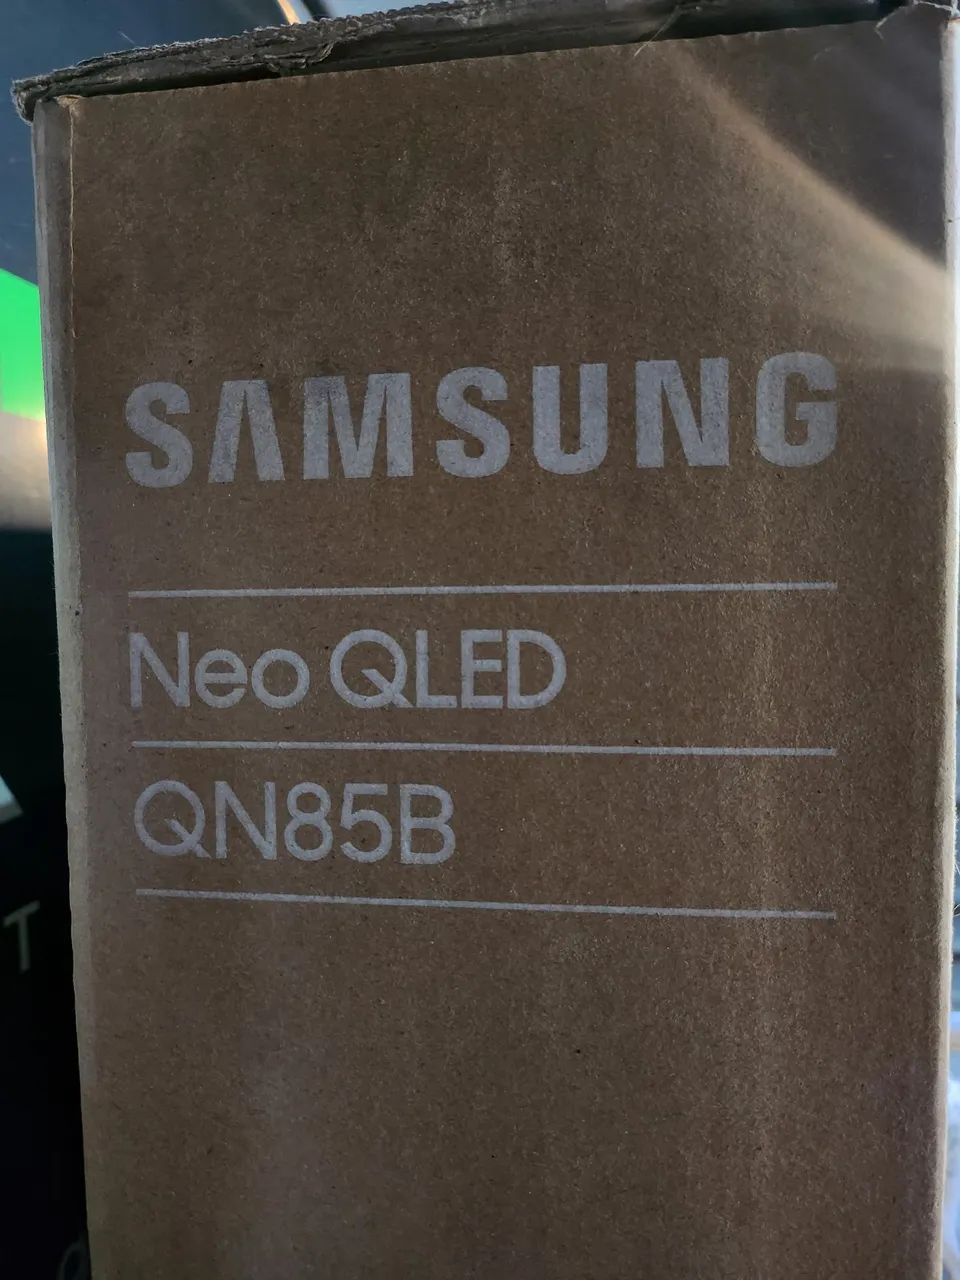 SAMSUNG
Neo QLED
QN85B
T